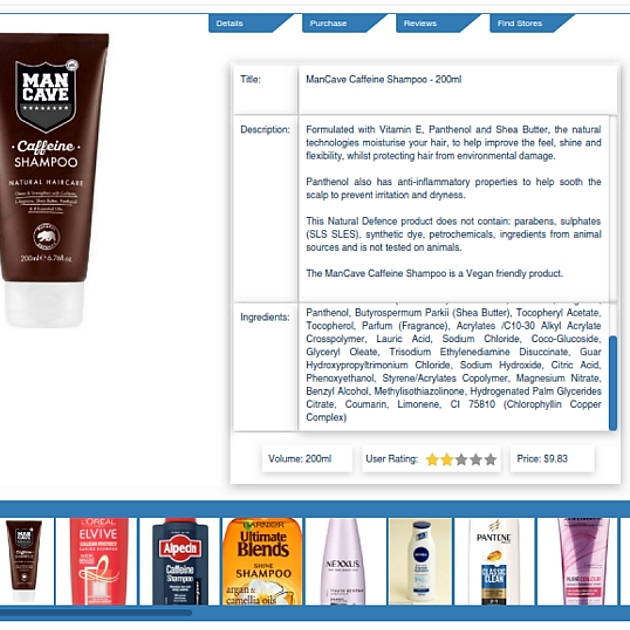 Details Purchase Reviews Find Stores
MAN
CAVE
Caffeine
SHAMPOO
NATURAL HAIRCARE
200ml ℮ 6.76fl.oz
Title: ManCave Caffeine Shampoo - 200ml
Description: Formulated with Vitamin E, Panthenol and Shea Butter, the natural
technologies moisturise your hair, to help improve the feel, shine and
flexibility, whilst protecting hair from environmental damage.
Panthenol also has anti-inflammatory properties to help sooth the
scalp to prevent irritation and dryness.
This Natural Defence product does not contain: parabens, sulphates
(SLS SLES), synthetic dye, petrochemicals, ingredients from animal
sources and is not tested on animals.
The ManCave Caffeine Shampoo is a Vegan friendly product.
Ingredients: Panthenol, Butyrospermum Parkii (Shea Butter), Tocopheryl Acetate,
Tocopherol, Parfum (Fragrance), Acrylates /C10-30 Alkyl Acrylate
Crosspolymer, Lauric Acid, Sodium Chloride, Coco-Glucoside,
Glyceryl Oleate, Trisodium Ethylenediamine Disuccinate, Guar
Hydroxypropyltrimonium Chloride, Sodium Hydroxide, Citric Acid,
Phenoxyethanol, Styrene/Acrylates Copolymer, Magnesium Nitrate,
Benzyl Alcohol, Methylisothiazolinone, Hydrogenated Palm Glycerides
Citrate, Coumarin, Limonene, CI 75810 (Chlorophyllin Copper
Complex)
Volume: 200ml User Rating: Price: $9.83
MAN
CAVE
L'ORÉAL
ELVIVE
COLOUR PROTECT
Alpecin
Caffeine
Shampoo
GARNIER
Ultimate
Blends
SHINE
SHAMPOO
argan &
camellia oils
NEXXUS
NIVEA
PANTENE
CLASSIC
CLEAN
PURECOLOUR